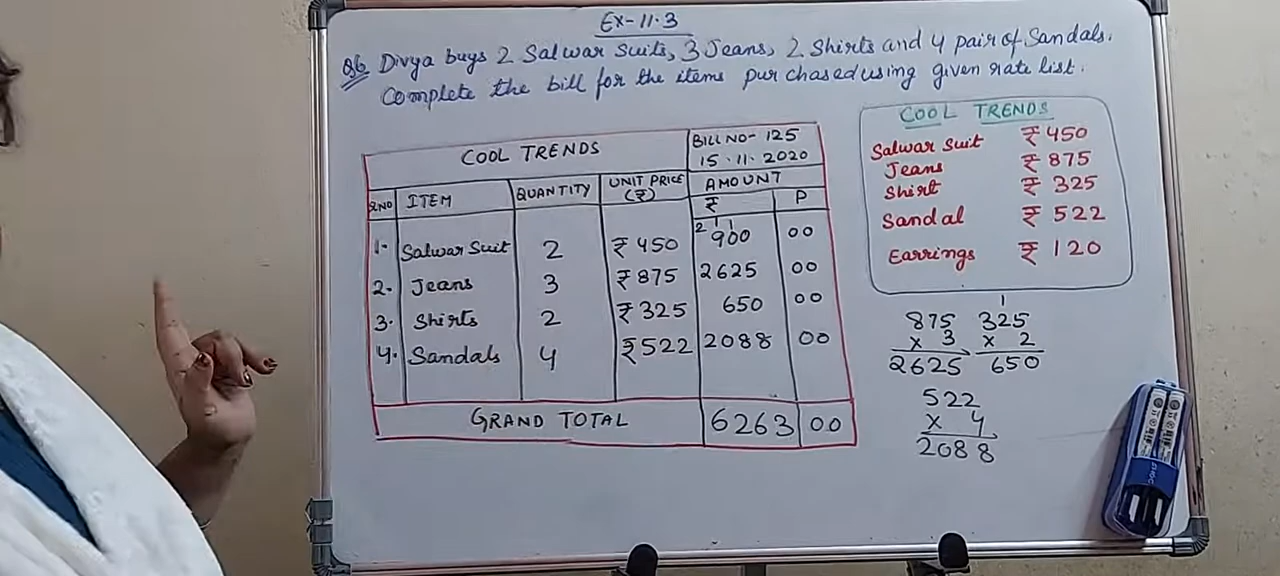 Ex-11.3
Q6 Divya buys 2 Salwar Suits, 3 Jeans, 2 Shirts and 4 pair of Sandals.
Complete the bill for the items purchased using given rate list.
COOL TRENDS
BILL NO- 125
15.11.2020
S.NO ITEM QUANTITY UNIT PRICE (₹) AMOUNT
₹ P
2 1 1
1. Salwar Suit 2 ₹ 450 900 00
2. Jeans 3 ₹ 875 2625 00
3. Shirts 2 ₹ 325 650 00
4. Sandals 4 ₹ 522 2088 00
GRAND TOTAL 6263 00
COOL TRENDS
Salwar Suit ₹ 450
Jeans ₹ 875
Shirt ₹ 325
Sandal ₹ 522
Earrings ₹ 120
875
x 3
2625
1
325
x 2
650
522
x 4
2088